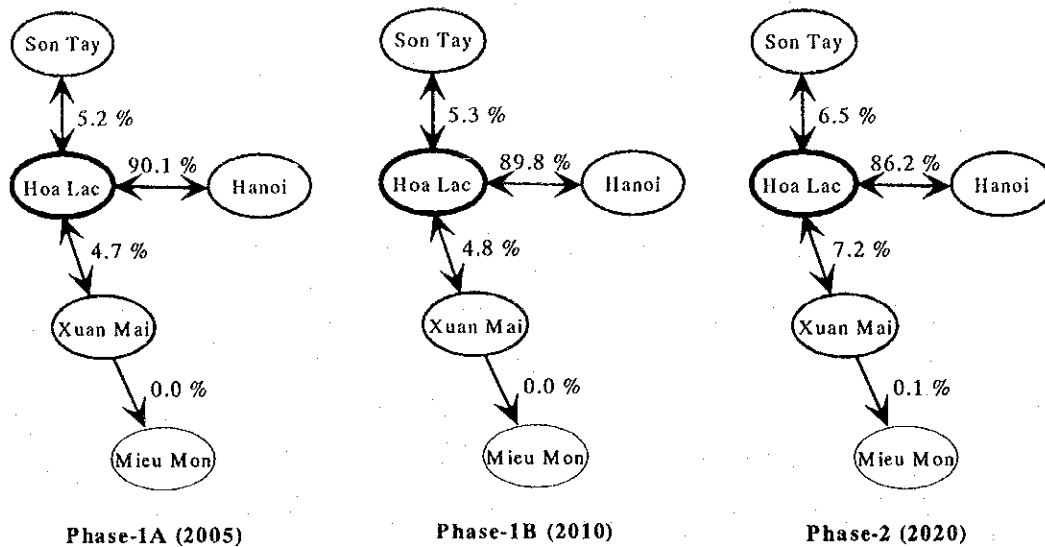 Son Tay
5.2 %
90.1 %
Hoa Lac
Hanoi
4.7 %
Xuan Mai
0.0 %
Mieu Mon
Phase-1A (2005)
Son Tay
5.3 %
89.8 %
Hoa Lac
Hanoi
4.8 %
Xuan Mai
0.0 %
Mieu Mon
Phase-1B (2010)
Son Tay
6.5 %
86.2 %
Hoa Lac
Hanoi
7.2 %
Xuan Mai
0.1 %
Mieu Mon
Phase-2 (2020)